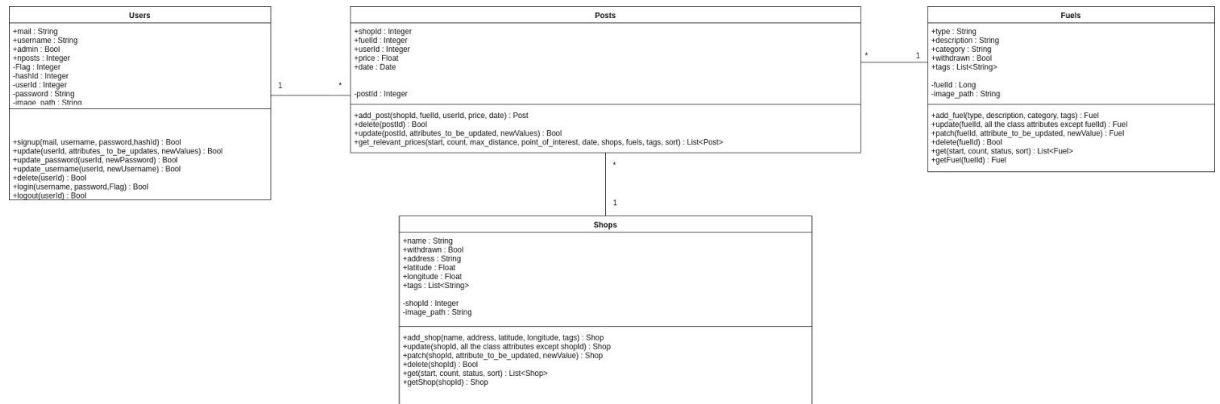 Users
+mail : String
+username : String
+admin : Bool
+nposts : Integer
-Flag : Integer
-hashId : Integer
-userId : Integer
-password : String
-image_path : String
+signup(mail, username, password,hashId) : Bool
+update(userId, attributes_ to_be_updates, newValues) : Bool
+update_password(userId, newPassword) : Bool
+update_username(userId, newUsername) : Bool
+delete(userId) : Bool
+login(username, password,Flag) : Bool
+logout(userId) : Bool
1
*
Posts
+shopId : Integer
+fuelId : Integer
+userId : Integer
+price : Float
+date : Date
-postId : Integer
+add_post(shopId, fuelId, userId, price, date) : Post
+delete(postId) : Bool
+update(postId, attributes_to_be_updated, newValues) : Bool
+get_relevant_prices(start, count, max_distance, point_of_interest, date, shops, fuels, tags, sort) : List<Post>
*
1
Fuels
+type : String
+description : String
+category : String
+withdrawn : Bool
+tags : List<String>
-fuelId : Long
-image_path : String
+add_fuel(type, description, category, tags) : Fuel
+update(fuelId, all the class attributes except fuelId) : Fuel
+patch(fuelId, attribute_to_be_updated, newValue) : Fuel
+delete(fuelId) : Bool
+get(start, count, status, sort) : List<Fuel>
+getFuel(fuelId) : Fuel
*
1
Shops
+name : String
+withdrawn : Bool
+address : String
+latitude : Float
+longitude : Float
+tags : List<String>
-shopId : Integer
-image_path : String
+add_shop(name, address, latitude, longitude, tags) : Shop
+update(shopId, all the class attributes except shopId) : Shop
+patch(shopId, attribute_to_be_updated, newValue) : Shop
+delete(shopId) : Bool
+get(start, count, status, sort) : List<Shop>
+getShop(shopId) : Shop